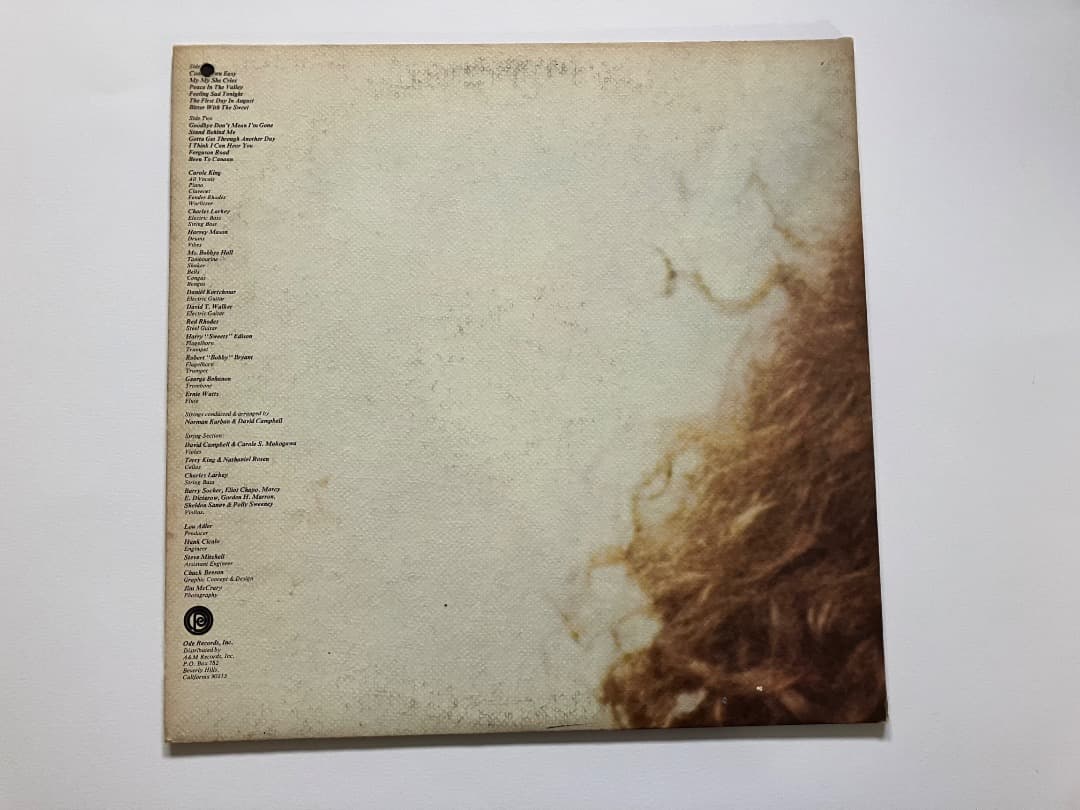 Side
Easy
My My She Cries
Peace In The Valley
Feeling Sad Tonight
The First Day In August
Bitter With The Sweet
Side Two
Goodbye Don't Mean I'm Gone
Stand Behind Me
Gotta Get Through Another Day
I Think I Can Hear You
Ferguson Road
Been To Canaan
Carole King
All Vocals
Piano
Clavinet
Fender Rhodes
Wurlitzer
Charles Larkey
Electric Bass
String Bass
Harvey Mason
Drums
Vibes
Ms. Bobbye Hall
Tambourine
Shaker
Bells
Congas
Bongos
Daniel Kortchmar
Electric Guitar
David T. Walker
Electric Guitar
Red Rhodes
Steel Guitar
Harry "Sweets" Edison
Flugelhorn
Trumpet
Robert "Bobby" Bryant
Flugelhorn
Trumpet
George Bohanon
Trombone
Ernie Watts
Flute
Strings conducted & arranged by
Norman Kurban & David Campbell
String Section:
David Campbell & Carole S. Mukogawa
Violas
Terry King & Nathaniel Rosen
Cellos
Charles Larkey
String Bass
Barry Socher, Eliot Chapo, Marcy
E. Dicterow, Gordon H. Marron,
Sheldon Sanov & Polly Sweeney
Violins.
Lou Adler
Producer
Hank Cicalo
Engineer
Steve Mitchell
Assistant Engineer
Chuck Beeson
Graphic Concept & Design
Jim McCrary
Photography
Ode Records, Inc.
Distributed by
A&M Records, Inc.
P.O. Box 782
Beverly Hills,
California 90213